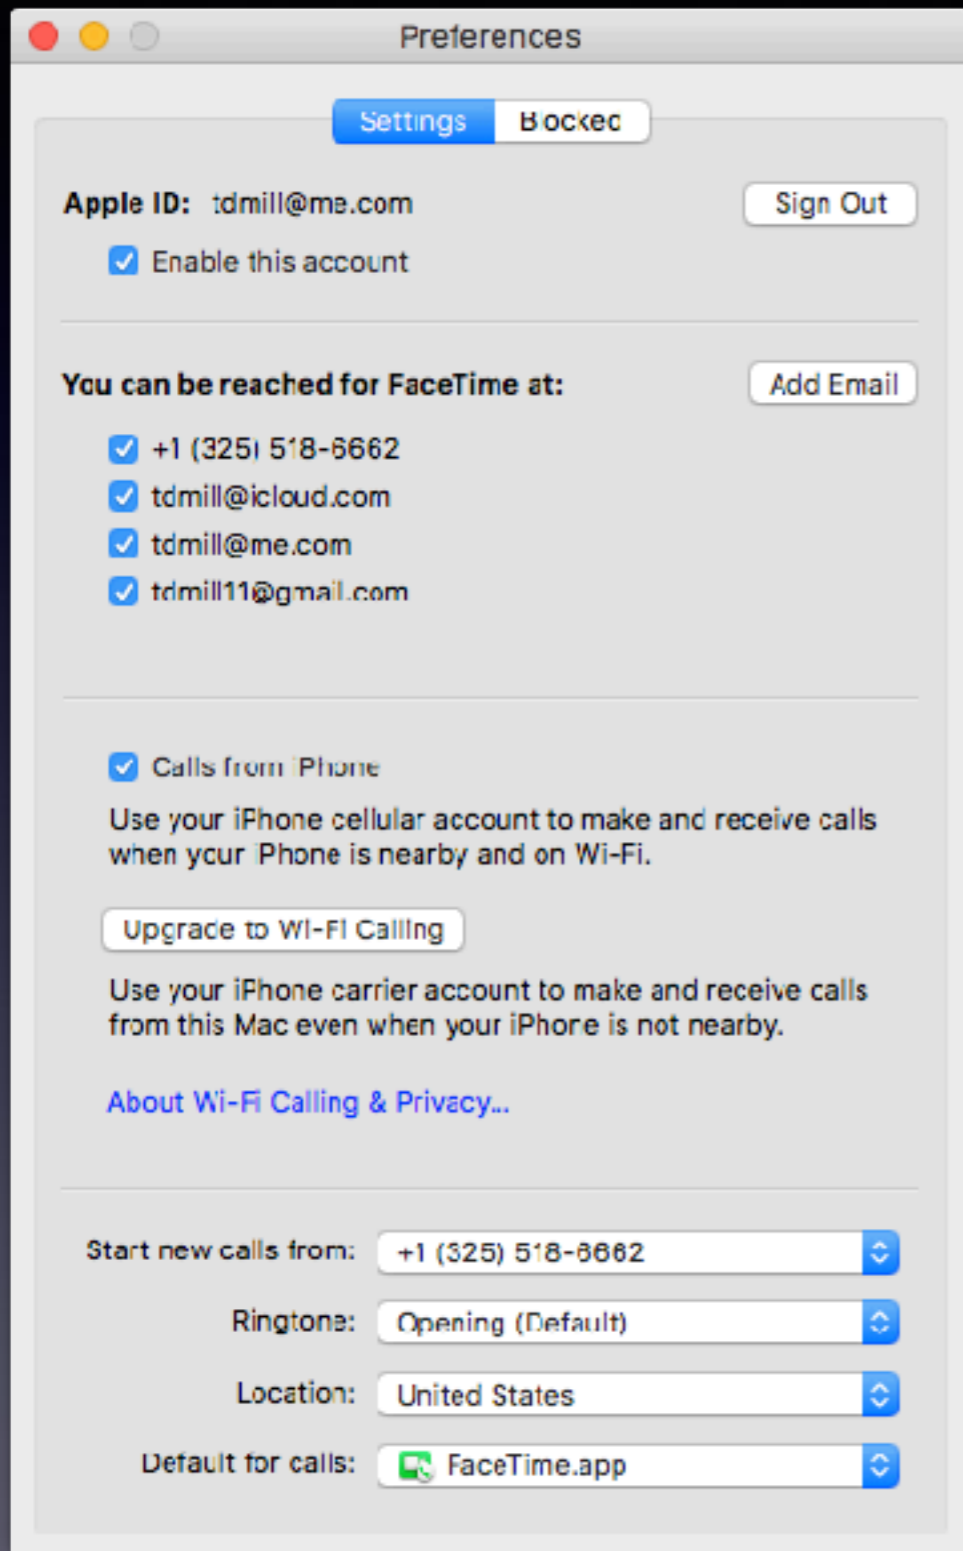 Preferences
Settings Blocked
Apple ID: tdmill@me.com Sign Out
Enable this account
You can be reached for FaceTime at: Add Email
+1 (325) 518-6662
tdmill@icloud.com
tdmill@me.com
tdmill11@gmail.com
Calls from iPhone
Use your iPhone cellular account to make and receive calls
when your iPhone is nearby and on Wi-Fi.
Upgrade to Wi-Fi Calling
Use your iPhone carrier account to make and receive calls
from this Mac even when your iPhone is not nearby.
About Wi-Fi Calling & Privacy...
Start new calls from: +1 (325) 518-6662
Ringtone: Opening (Default)
Location: United States
Default for calls: FaceTime.app